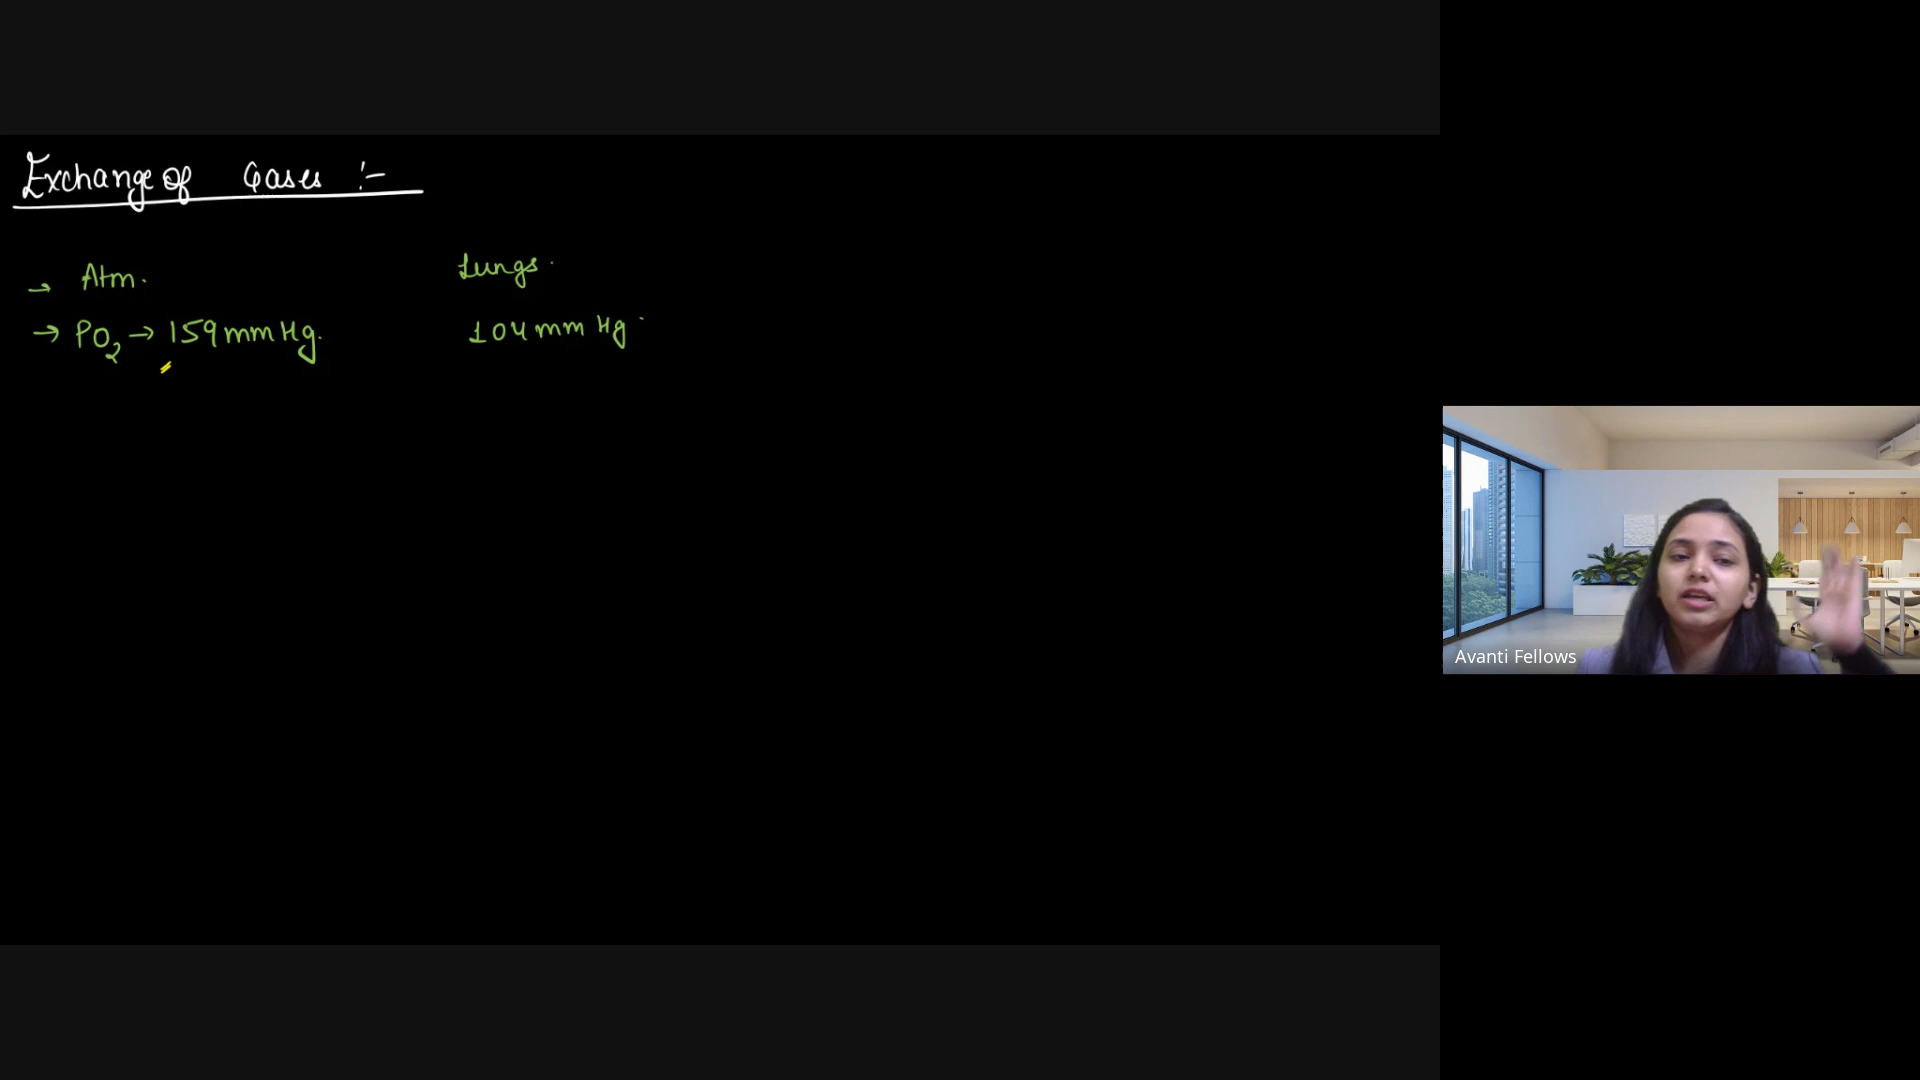 Exchange of Gases :-
→ Atm. Lungs.
→ PO₂ → 159 mm Hg. 104 mm Hg.
Avanti Fellows